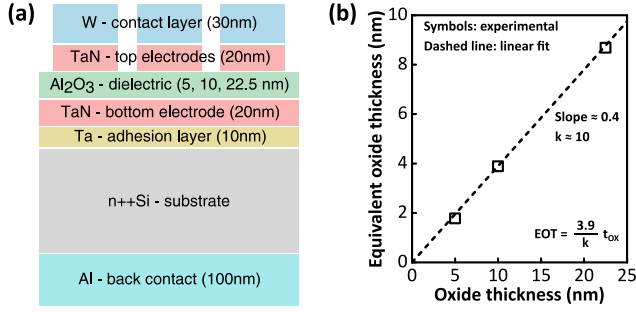 (a)
W - contact layer (30nm)
TaN - top electrodes (20nm)
Al₂O₃ - dielectric (5, 10, 22.5 nm)
TaN - bottom electrode (20nm)
Ta - adhesion layer (10nm)
n++Si - substrate
Al - back contact (100nm)
(b)
Equivalent oxide thickness (nm)
10
8
6
4
2
0
Symbols: experimental
Dashed line: linear fit
Slope ≈ 0.4
k ≈ 10
EOT = 3.9/k t_OX
0 5 10 15 20 25
Oxide thickness (nm)